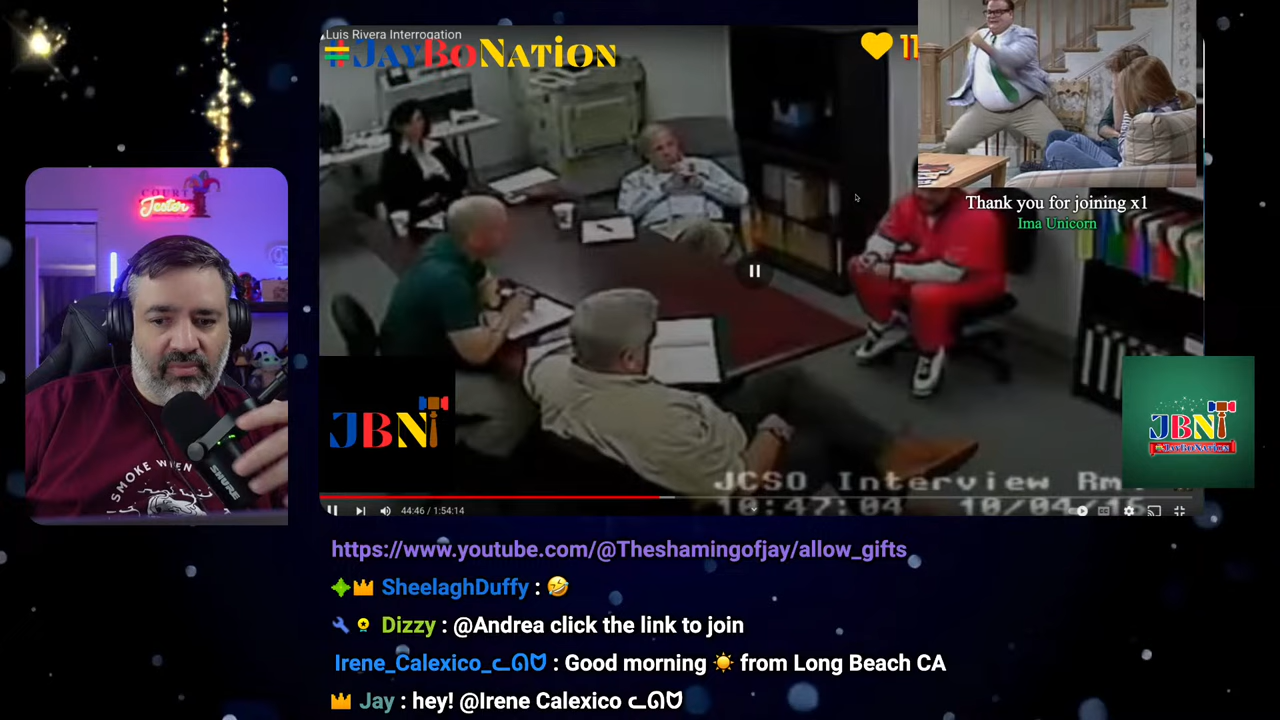 Luis Rivera Interrogation
#JAYBONATION
11
Thank you for joining x1
Ima Unicorn
COURT
Jester
SMOKE WHEN
SHURE
JBN
JBN
#JAYBONATION
JCSO Interview Rm
10:47:04 10/04/16
44:46 / 1:54:14
https://www.youtube.com/@Theshamingofjay/allow_gifts
SheelaghDuffy : 🤣
Dizzy : @Andrea click the link to join
Irene_Calexico_ᓚᘏᗢ : Good morning ☀️ from Long Beach CA
Jay : hey! @Irene Calexico ᓚᘏᗢ